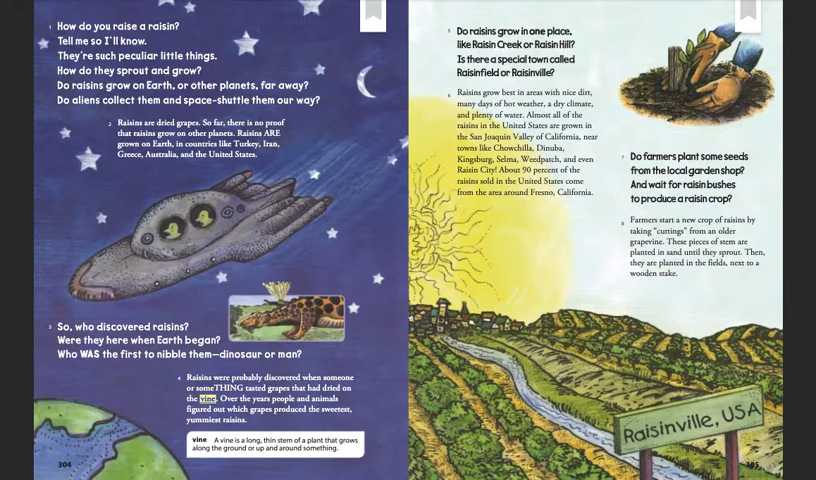 1 How do you raise a raisin?
Tell me so I'll know.
They're such peculiar little things.
How do they sprout and grow?
Do raisins grow on Earth, or other planets, far away?
Do aliens collect them and space-shuttle them our way?
2 Raisins are dried grapes. So far, there is no proof
that raisins grow on other planets. Raisins ARE
grown on Earth, in countries like Turkey, Iran,
Greece, Australia, and the United States.
3 So, who discovered raisins?
Were they here when Earth began?
Who WAS the first to nibble them—dinosaur or man?
4 Raisins were probably discovered when someone
or someTHING tasted grapes that had dried on
the vine. Over the years people and animals
figured out which grapes produced the sweetest,
yummiest raisins.
vine A vine is a long, thin stem of a plant that grows
along the ground or up and around something.
304
5 Do raisins grow in one place,
like Raisin Creek or Raisin Hill?
Is there a special town called
Raisinfield or Raisinville?
6 Raisins grow best in areas with nice dirt,
many days of hot weather, a dry climate,
and plenty of water. Almost all of the
raisins in the United States are grown in
the San Joaquin Valley of California, near
towns like Chowchilla, Dinuba,
Kingsburg, Selma, Weedpatch, and even
Raisin City! About 90 percent of the
raisins sold in the United States come
from the area around Fresno, California.
7 Do farmers plant some seeds
from the local garden shop?
And wait for raisin bushes
to produce a raisin crop?
8 Farmers start a new crop of raisins by
taking "cuttings" from an older
grapevine. These pieces of stem are
planted in sand until they sprout. Then,
they are planted in the fields, next to a
wooden stake.
Raisinville, USA
305